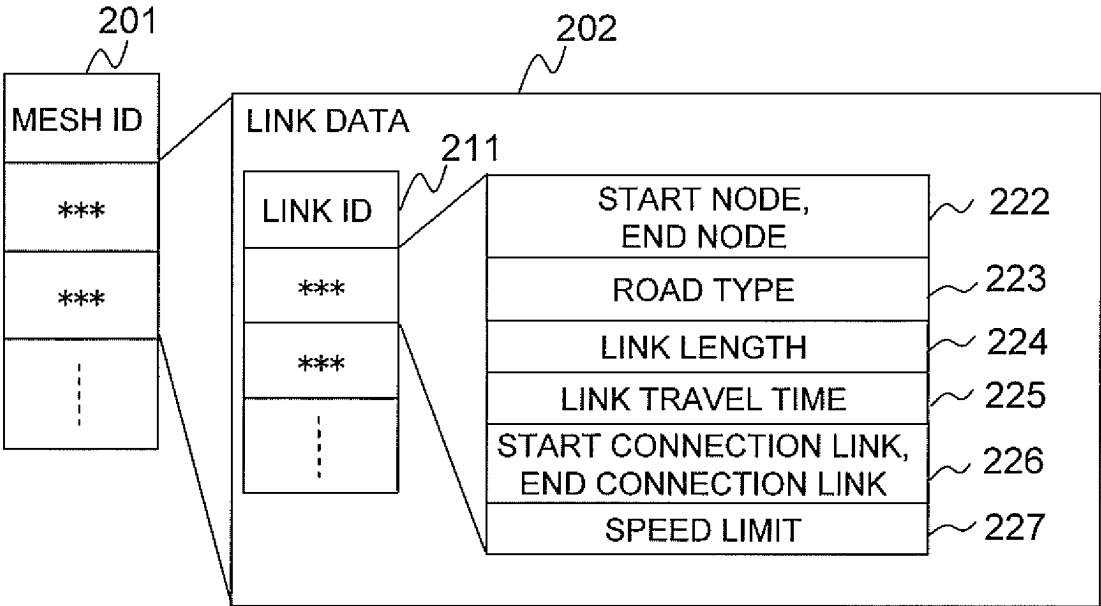 201
202
MESH ID
***
***
LINK DATA
211
LINK ID
***
***
START NODE,
END NODE
222
ROAD TYPE
223
LINK LENGTH
224
LINK TRAVEL TIME
225
START CONNECTION LINK,
END CONNECTION LINK
226
SPEED LIMIT
227